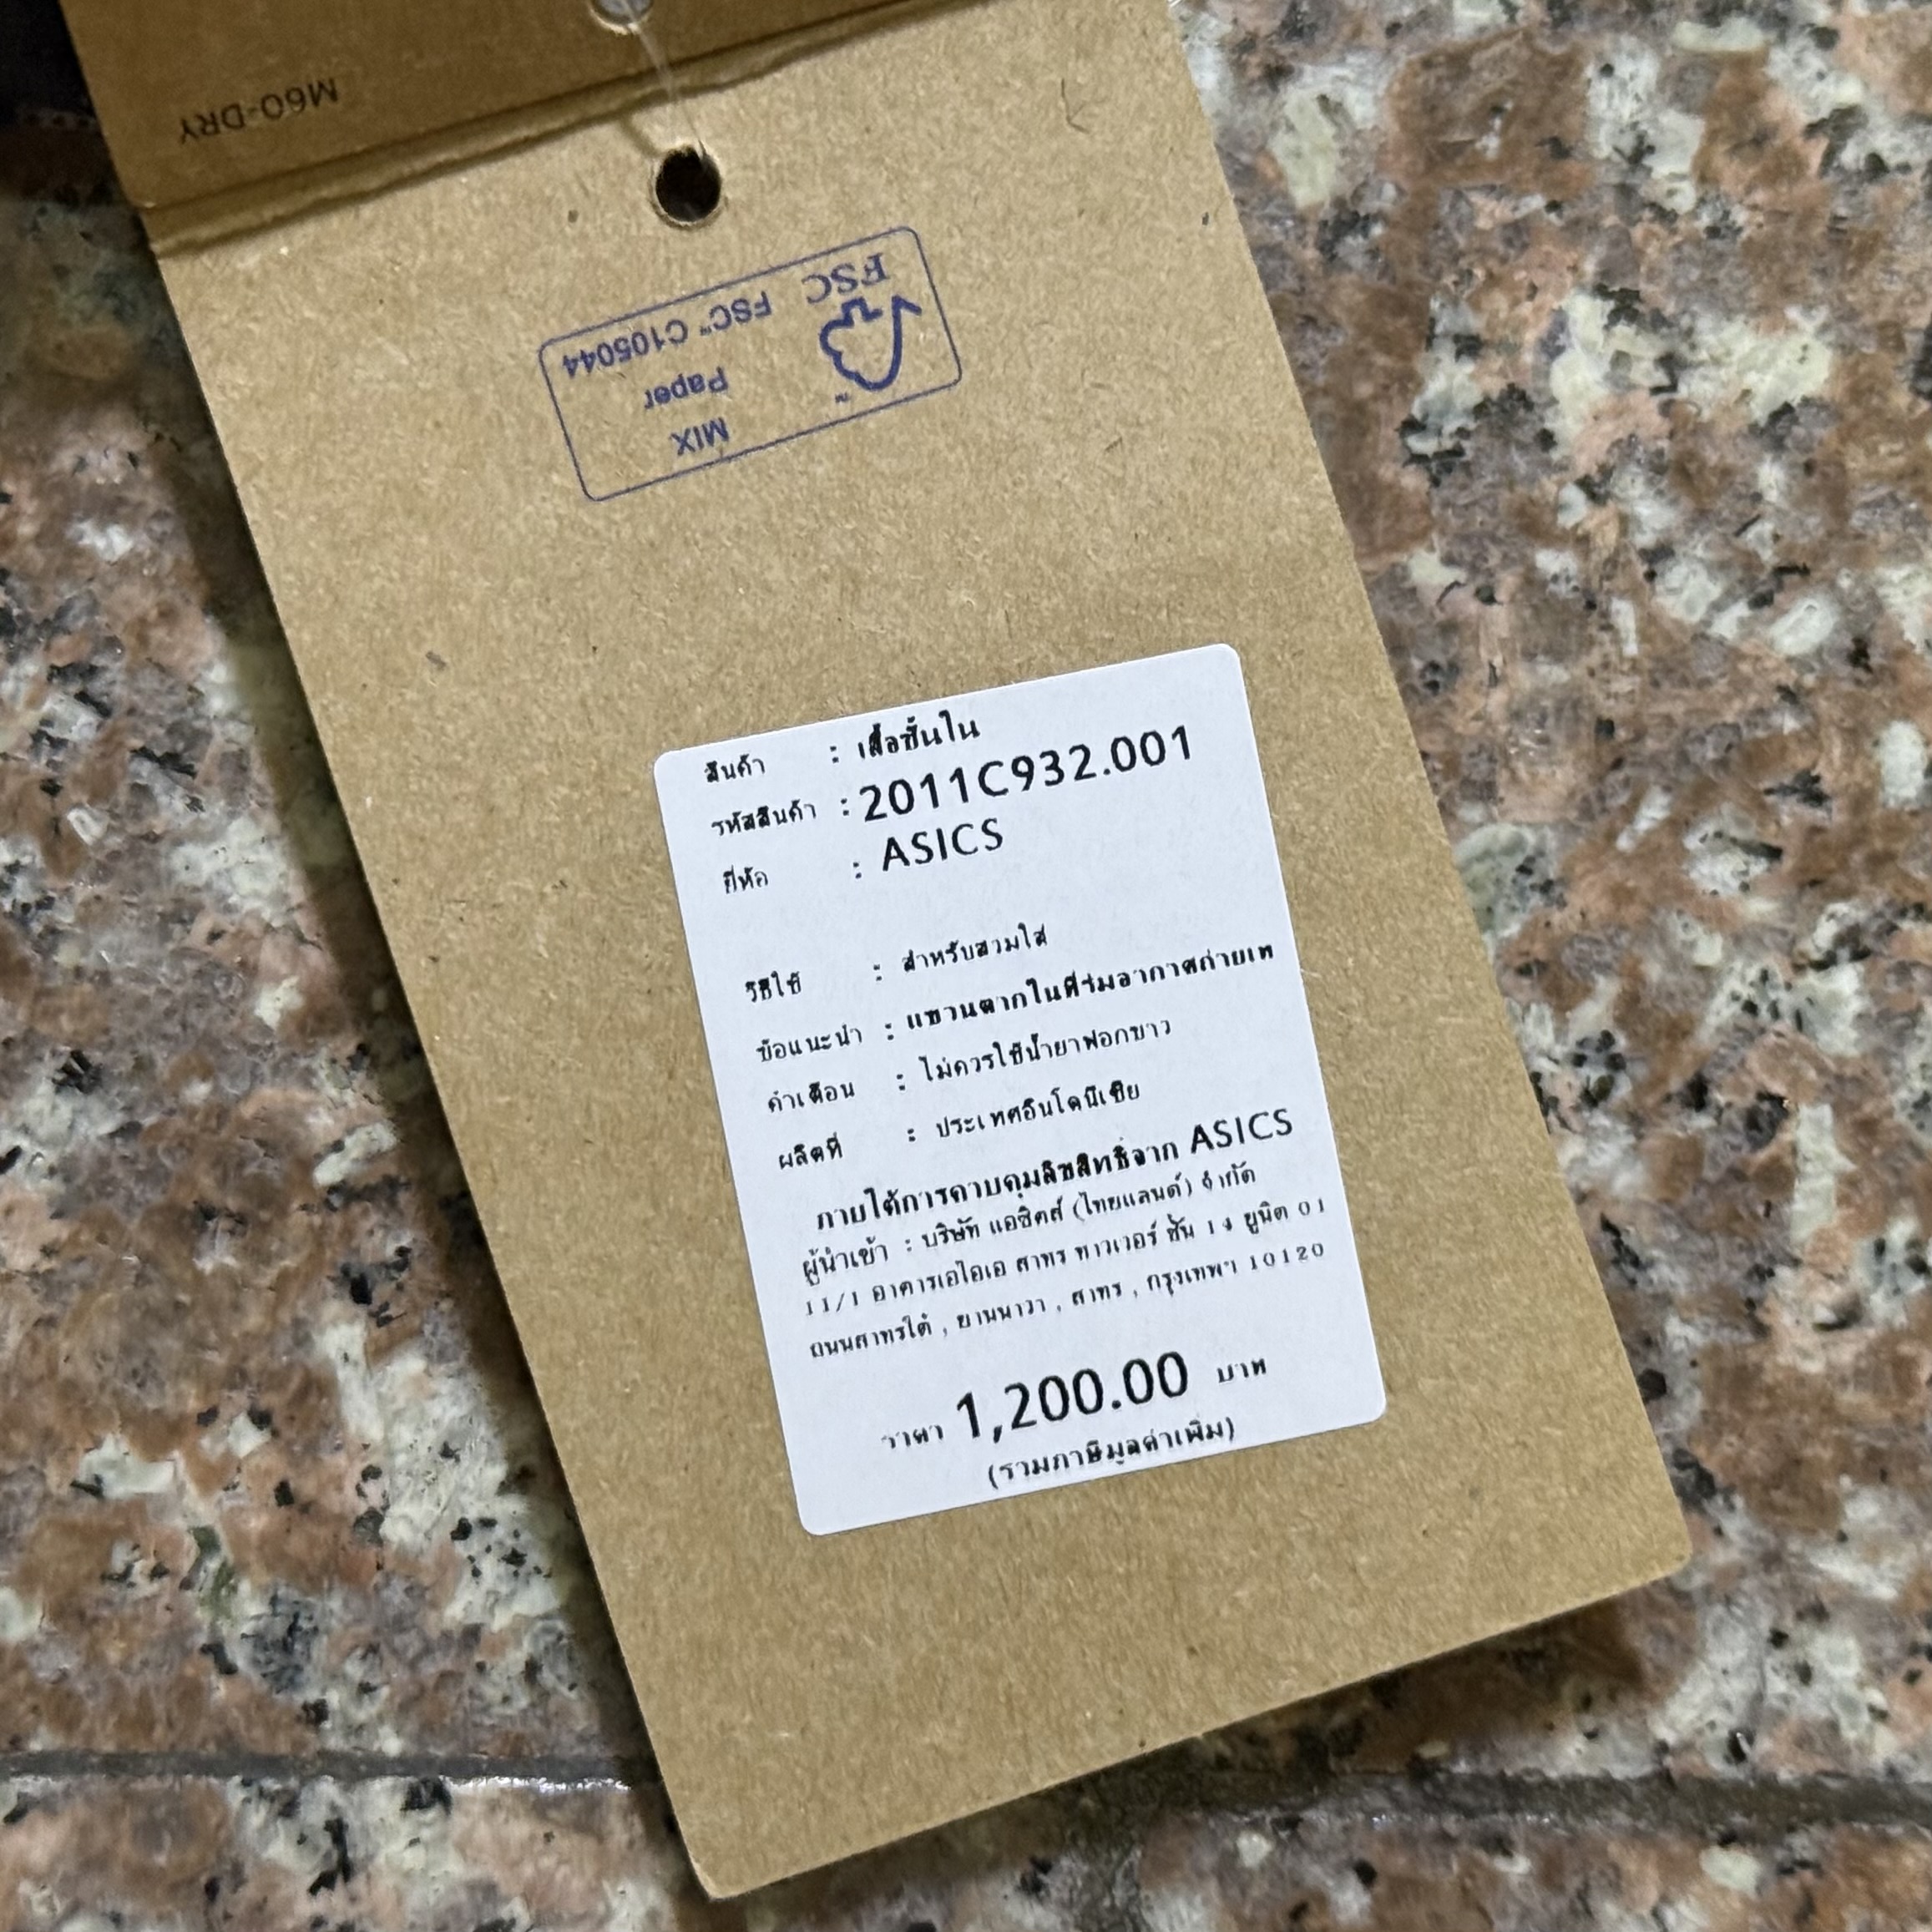 M60-DRY
FSC
MIX
Paper
FSC™ C105044
สินค้า : เสื้อชั้นใน
รหัสสินค้า : 2011C932.001
ยี่ห้อ : ASICS
วิธีใช้ : สำหรับสวมใส่
ข้อแนะนำ : แขวนตากในที่ร่มอากาศถ่ายเท
คำเตือน : ไม่ควรใช้น้ำยาฟอกขาว
ผลิตที่ : ประเทศอินโดนีเซีย
ภายใต้การควบคุมลิขสิทธิ์จาก ASICS
ผู้นำเข้า : บริษัท แอซิคส์ (ไทยแลนด์) จำกัด
11/1 อาคารเอไอเอ สาทร ทาวเวอร์ ชั้น 14 ยูนิต 01
ถนนสาทรใต้ , ยานนาวา , สาทร , กรุงเทพฯ 10120
ราคา 1,200.00 บาท
(รวมภาษีมูลค่าเพิ่ม)